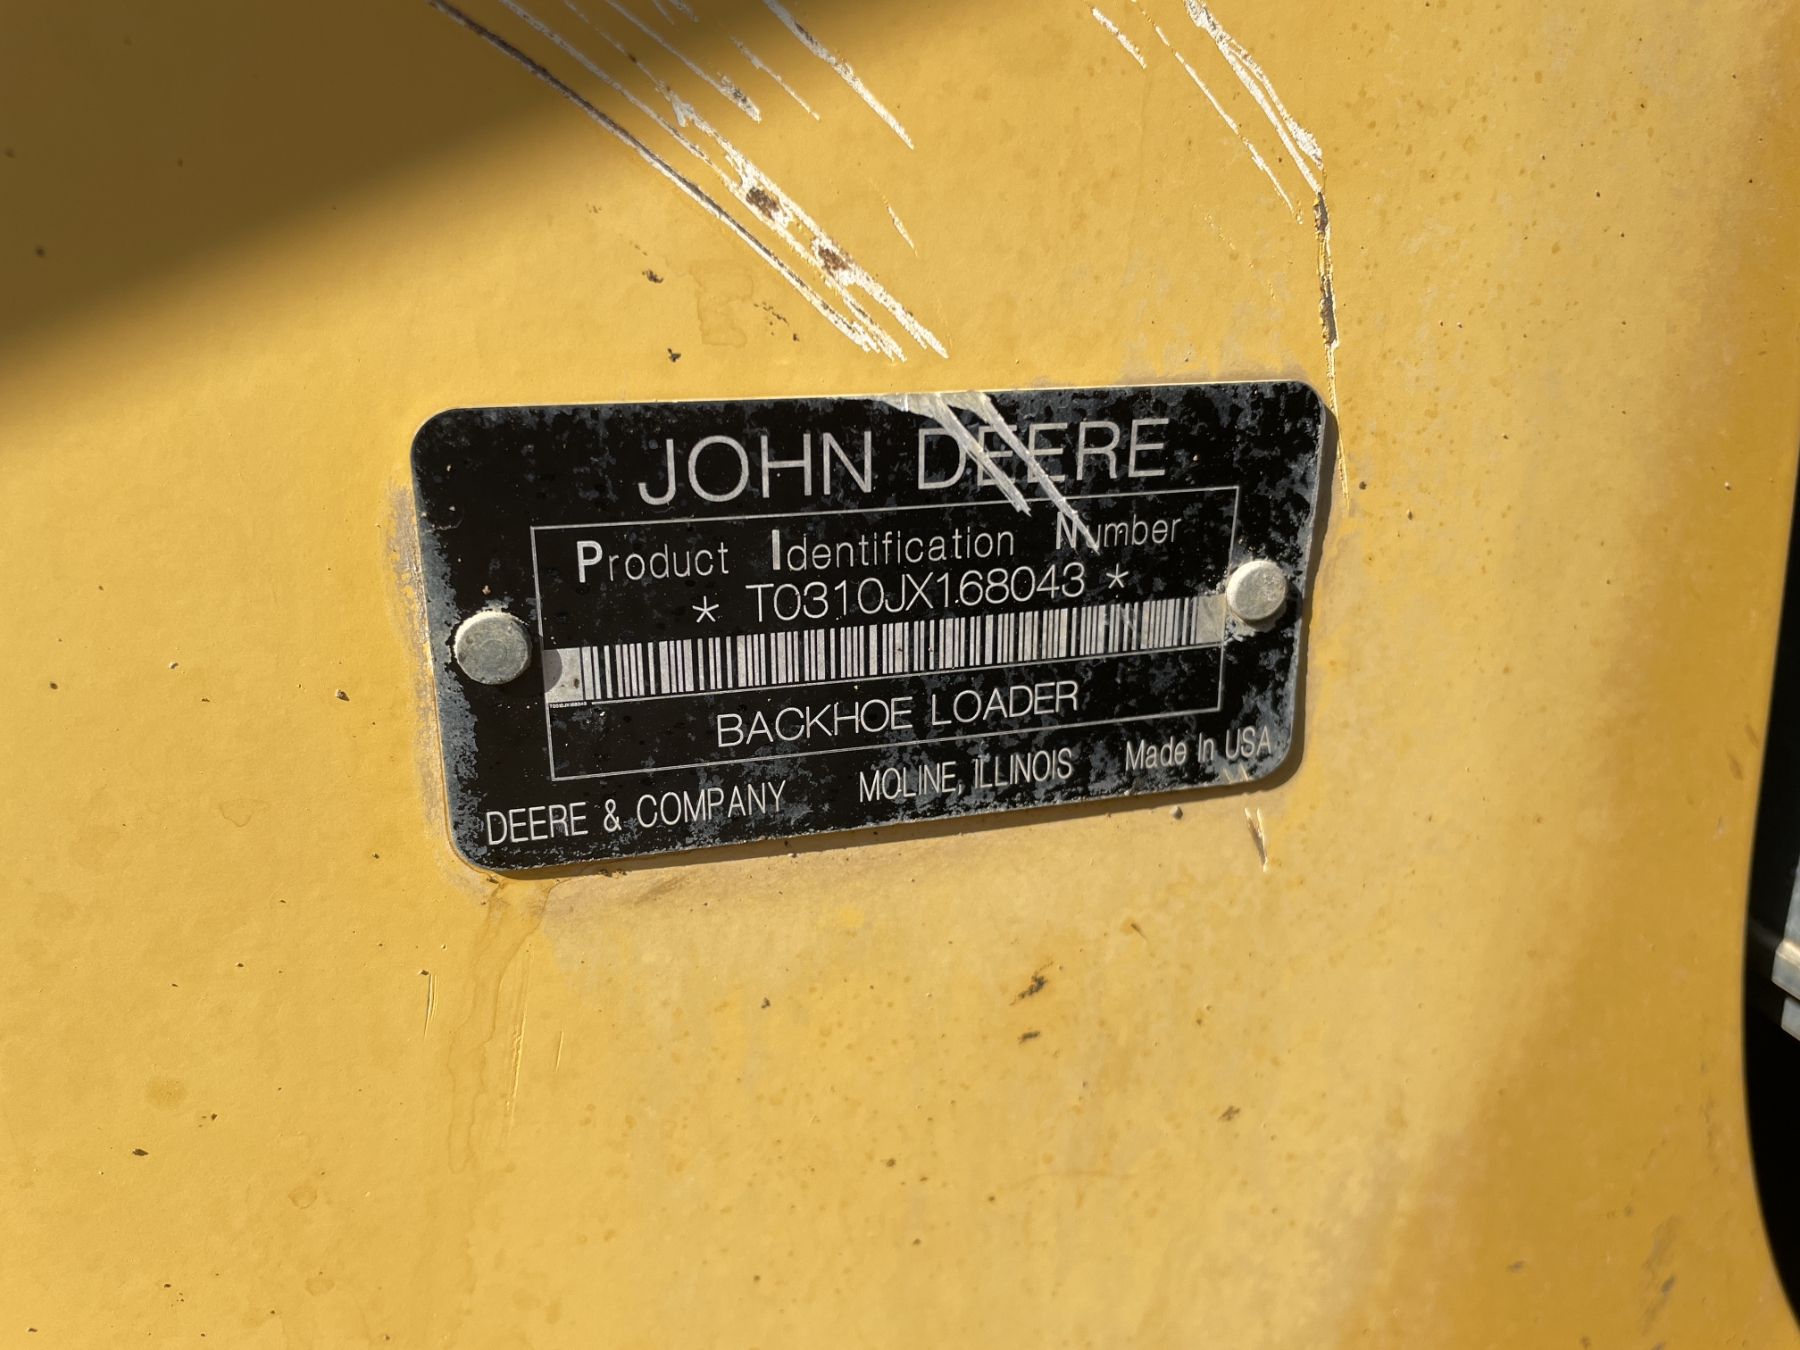 JOHN DEERE
Product Identification Number
* T0310JX168043 *
BACKHOE LOADER
DEERE & COMPANY MOLINE, ILLINOIS Made In USA